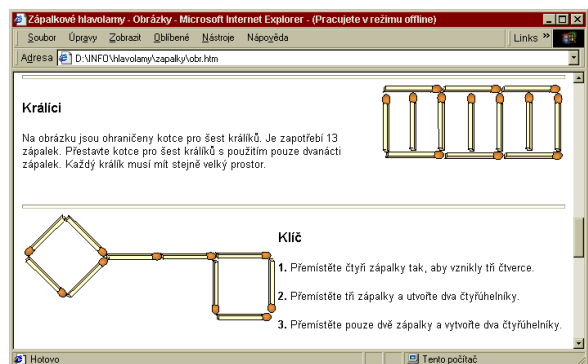 Zápalkové hlavolamy - Obrázky - Microsoft Internet Explorer - (Pracujete v režimu offline)
Soubor Úpravy Zobrazit Oblíbené Nástroje Nápověda Links »
Adresa D:\INFO\hlavolamy\zapalky\obr.htm
Králíci
Na obrázku jsou ohraničeny kotce pro šest králíků. Je zapotřebí 13
zápalek. Přestavte kotce pro šest králíků s použitím pouze dvanácti
zápalek. Každý králík musí mít stejně velký prostor.
Klíč
1. Přemístěte čtyři zápalky tak, aby vznikly tři čtverce.
2. Přemístěte tři zápalky a utvořte dva čtyřúhelníky.
3. Přemístěte pouze dvě zápalky a vytvořte dva čtyřúhelníky.
Hotovo Tento počítač